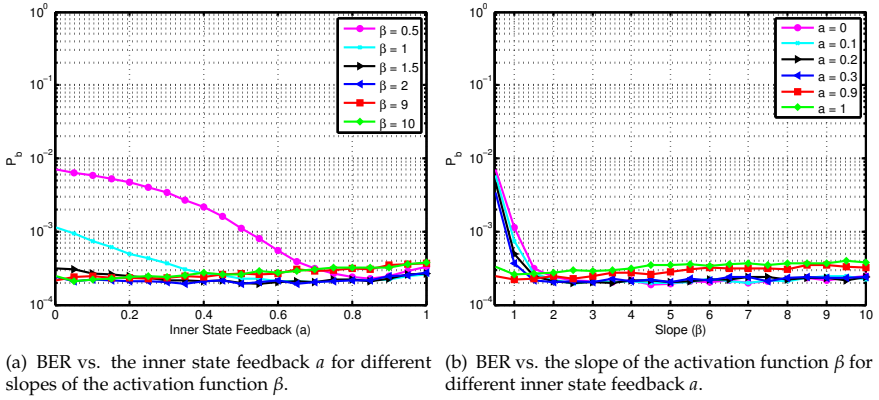 10^0
10^-1
10^-2
10^-3
10^-4
P_b
0
0.2
0.4
0.6
0.8
1
Inner State Feedback (a)
β = 0.5
β = 1
β = 1.5
β = 2
β = 9
β = 10
10^0
10^-1
10^-2
10^-3
10^-4
P_b
1
2
3
4
5
6
7
8
9
10
Slope (β)
a = 0
a = 0.1
a = 0.2
a = 0.3
a = 0.9
a = 1
(a) BER vs. the inner state feedback a for different
slopes of the activation function β.
(b) BER vs. the slope of the activation function β for
different inner state feedback a.